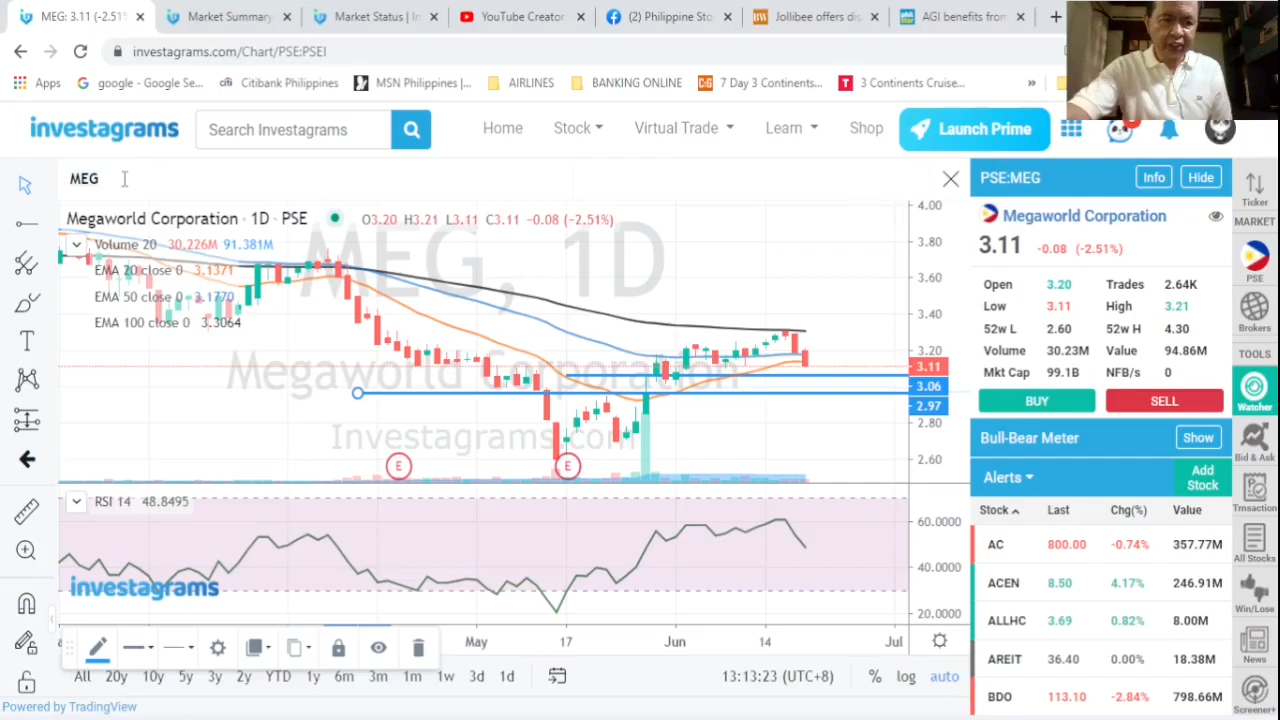 MEG: 3.11 (-2.51%
Market Summary
Market Status | In
YouTube Creator
(2) Philippine Sto
Jollibee offers dis
AGI benefits from
investagrams.com/Chart/PSE:PSEI
Apps
google - Google Se...
Citibank Philippines
MSN Philippines |...
AIRLINES
BANKING ONLINE
7 Day 3 Continents...
3 Continents Cruise...
»
investagrams
Search Investagrams
Home
Stock
Virtual Trade
Learn
Shop
Launch Prime
MEG
Megaworld Corporation · 1D · PSE
O3.20 H3.21 L3.11 C3.11 -0.08 (-2.51%)
Volume 20 30.226M 91.381M
EMA 20 close 0 3.1371
EMA 50 close 0 3.1770
EMA 100 close 0 3.3064
MEG, 1D
Megaworld Corporation
Investagrams.com
E
E
4.00
3.80
3.60
3.40
3.20
3.11
3.06
2.97
2.80
2.60
RSI 14 48.8495
investagrams
60.0000
40.0000
20.0000
May
17
Jun
14
Jul
All 20y 10y 5y 3y 2y YTD 1y 6m 3m 1m 1w 3d 1d
13:13:23 (UTC+8)
% log auto
Powered by TradingView
PSE:MEG
Info
Hide
Megaworld Corporation
3.11 -0.08 (-2.51%)
Open 3.20 Trades 2.64K
Low 3.11 High 3.21
52w L 2.60 52w H 4.30
Volume 30.23M Value 94.86M
Mkt Cap 99.1B NFB/s 0
BUY
SELL
Bull-Bear Meter
Show
Alerts
Add
Stock
Stock Last Chg(%) Value
AC 800.00 -0.74% 357.77M
ACEN 8.50 4.17% 246.91M
ALLHC 3.69 0.82% 8.00M
AREIT 36.40 0.00% 18.38M
BDO 113.10 -2.84% 798.66M
Ticker
MARKET
PSE
Brokers
TOOLS
Watcher
Bid & Ask
Trnsaction
All Stocks
Win/Lose
News
Screener+